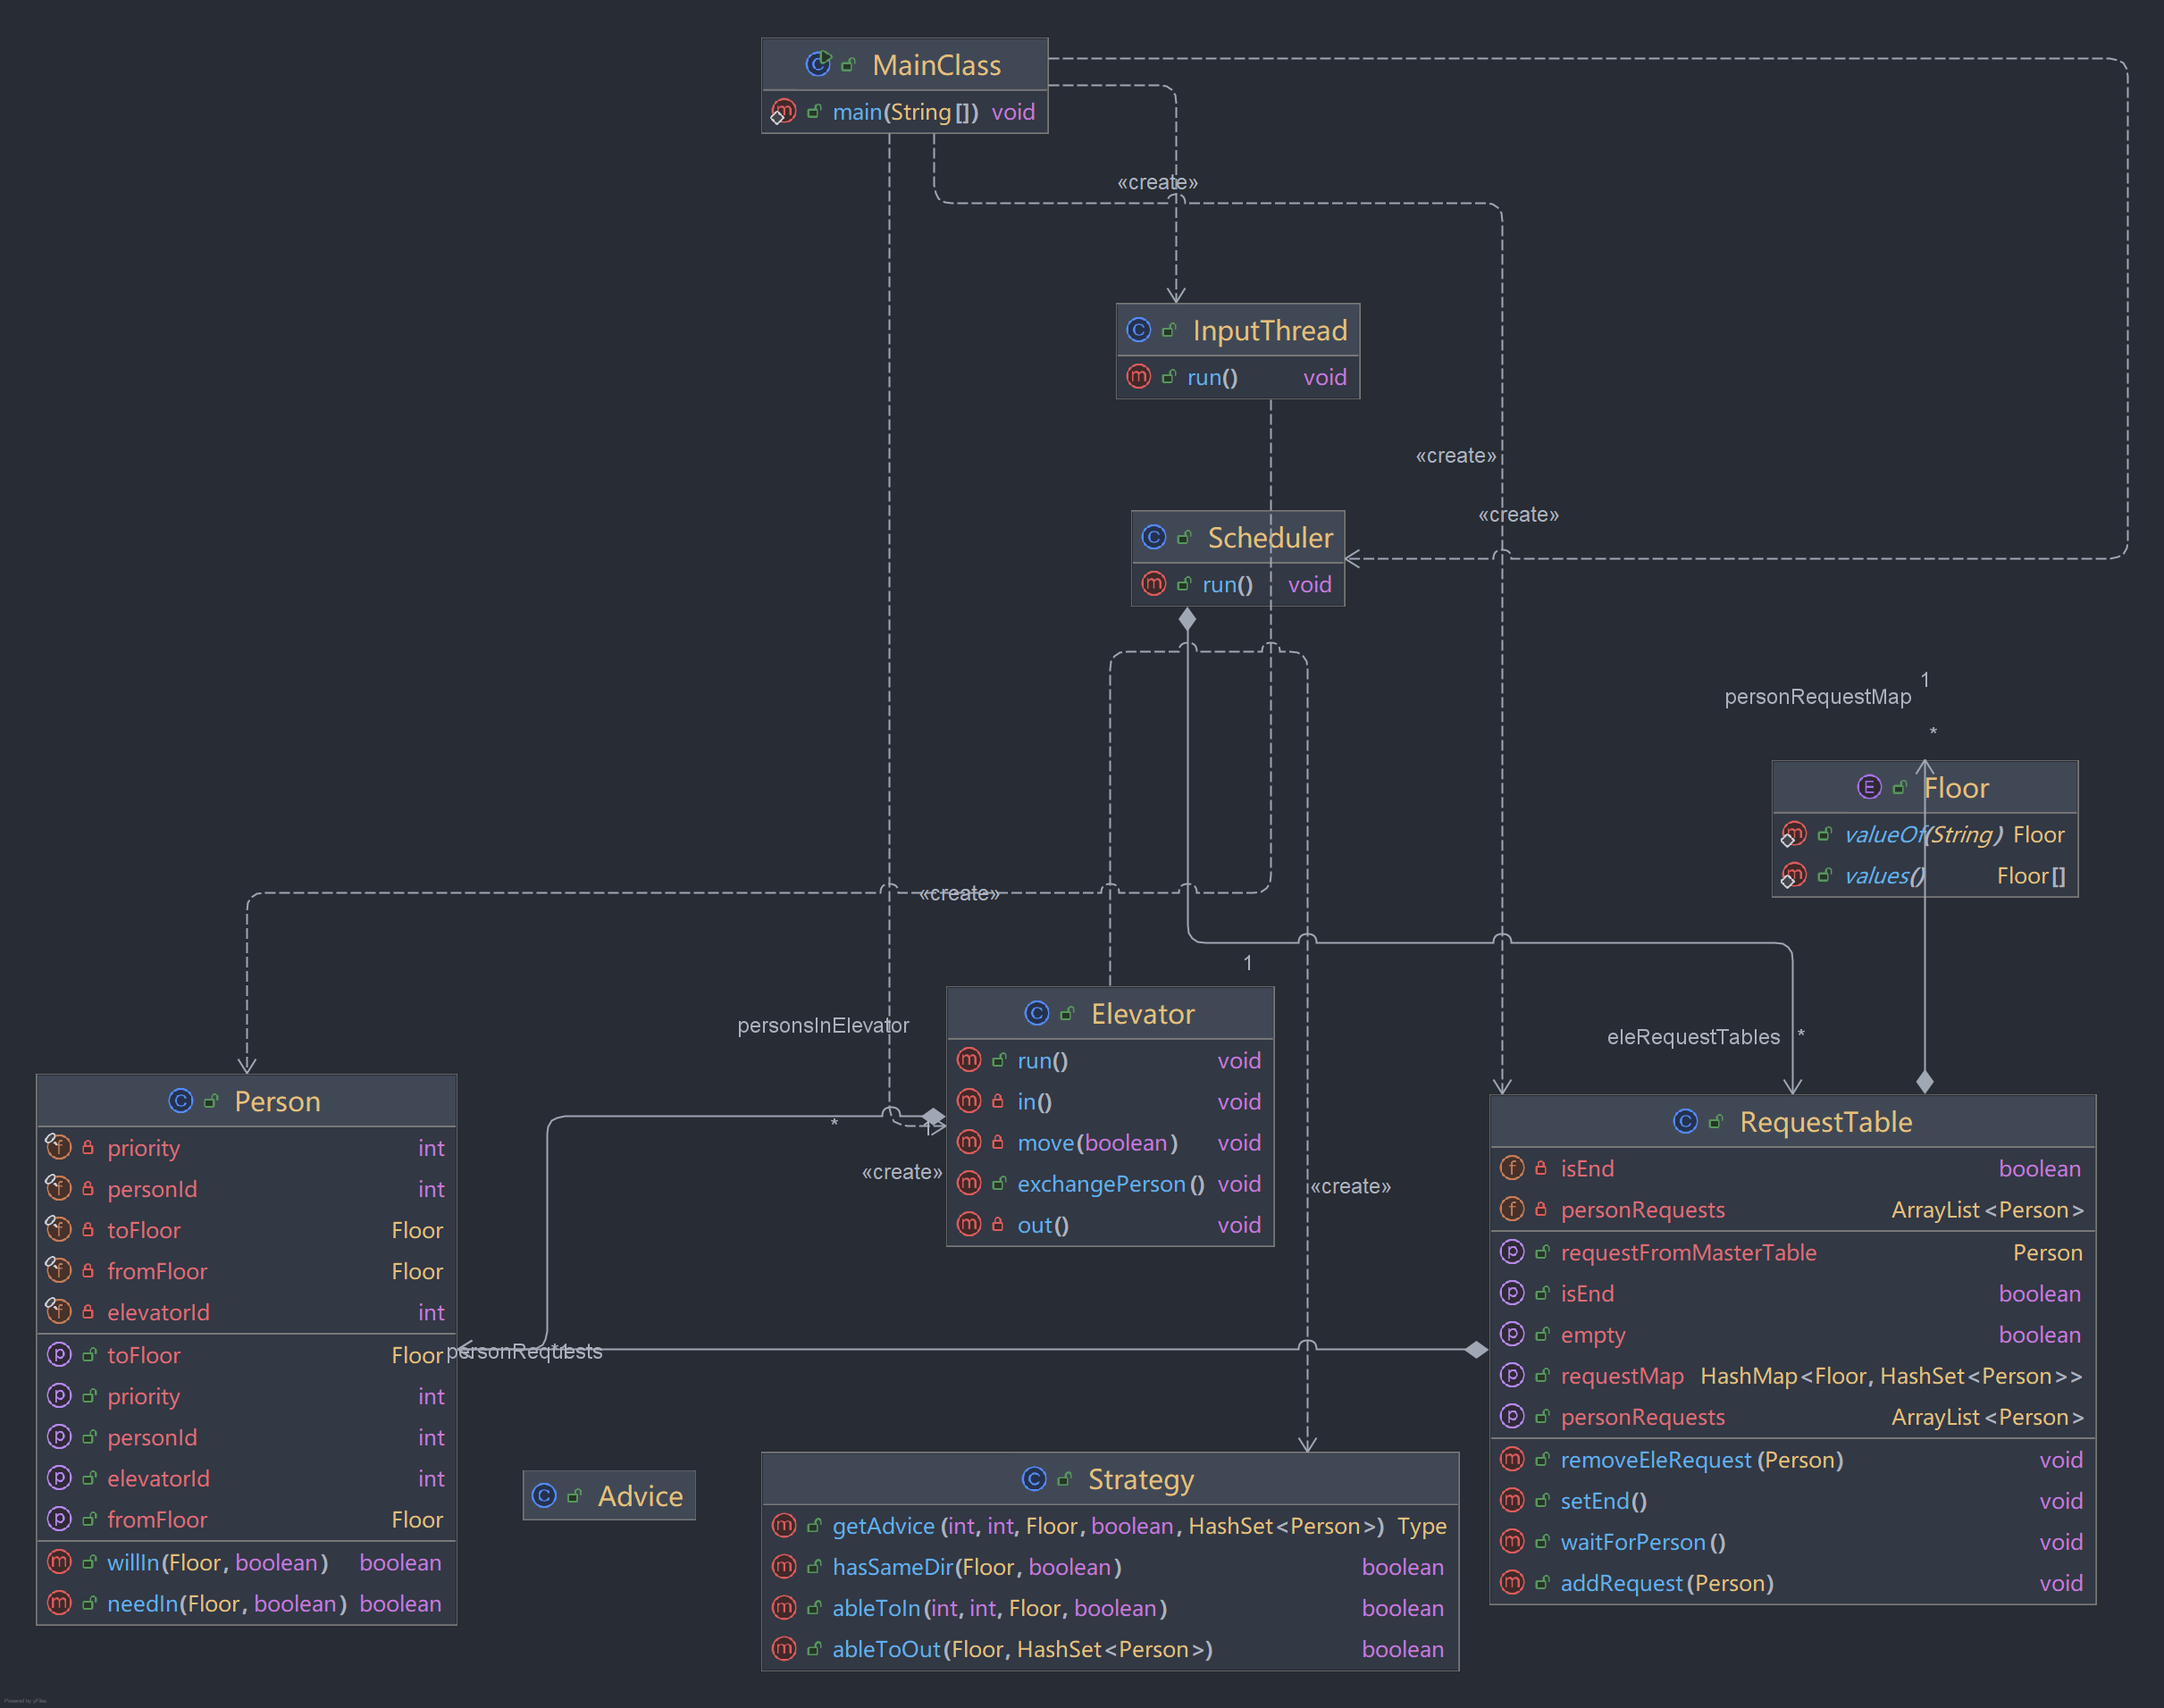 MainClass
main(String[]) void
«create»
InputThread
run() void
«create»
«create»
Scheduler
run() void
1
personRequestMap
*
Floor
valueOf(String) Floor
values() Floor[]
«create»
1
Elevator
run() void
in() void
move(boolean) void
exchangePerson() void
out() void
personsInElevator
*
1
«create»
eleRequestTables *
«create»
Person
priority int
personId int
toFloor Floor
fromFloor Floor
elevatorId int
toFloor Floor
priority int
personId int
elevatorId int
fromFloor Floor
willIn(Floor, boolean) boolean
needIn(Floor, boolean) boolean
personRequests
RequestTable
isEnd boolean
personRequests ArrayList<Person>
requestFromMasterTable Person
isEnd boolean
empty boolean
requestMap HashMap<Floor, HashSet<Person>>
personRequests ArrayList<Person>
removeEleRequest(Person) void
setEnd() void
waitForPerson() void
addRequest(Person) void
Advice
Strategy
getAdvice(int, int, Floor, boolean, HashSet<Person>) Type
hasSameDir(Floor, boolean) boolean
ableToIn(int, int, Floor, boolean) boolean
ableToOut(Floor, HashSet<Person>) boolean
Powered by yFiles